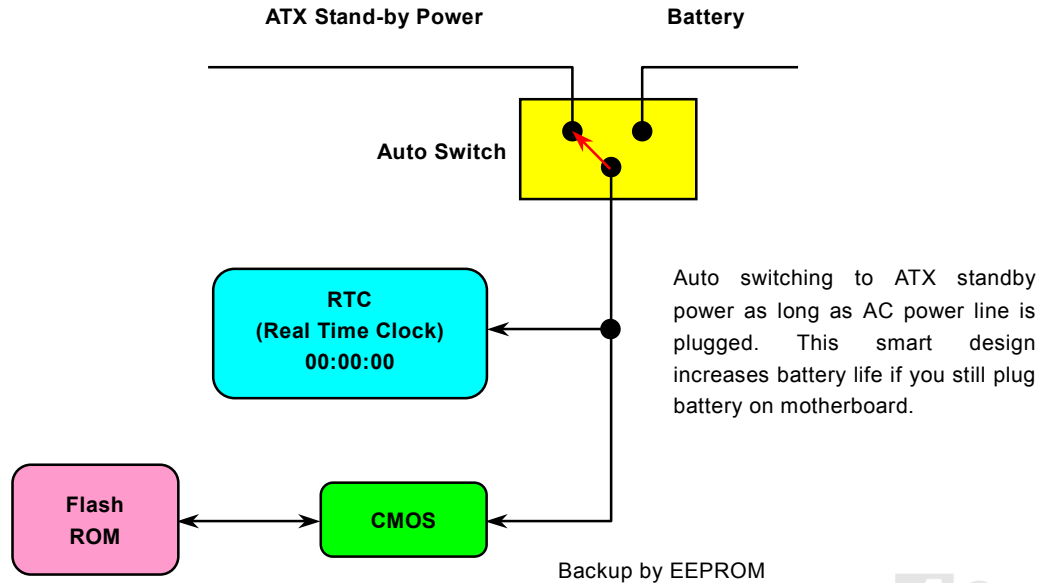 ATX Stand-by Power
Battery
Auto Switch
RTC
(Real Time Clock)
00:00:00
Auto switching to ATX standby
power as long as AC power line is
plugged. This smart design
increases battery life if you still plug
battery on motherboard.
Flash
ROM
CMOS
Backup by EEPROM